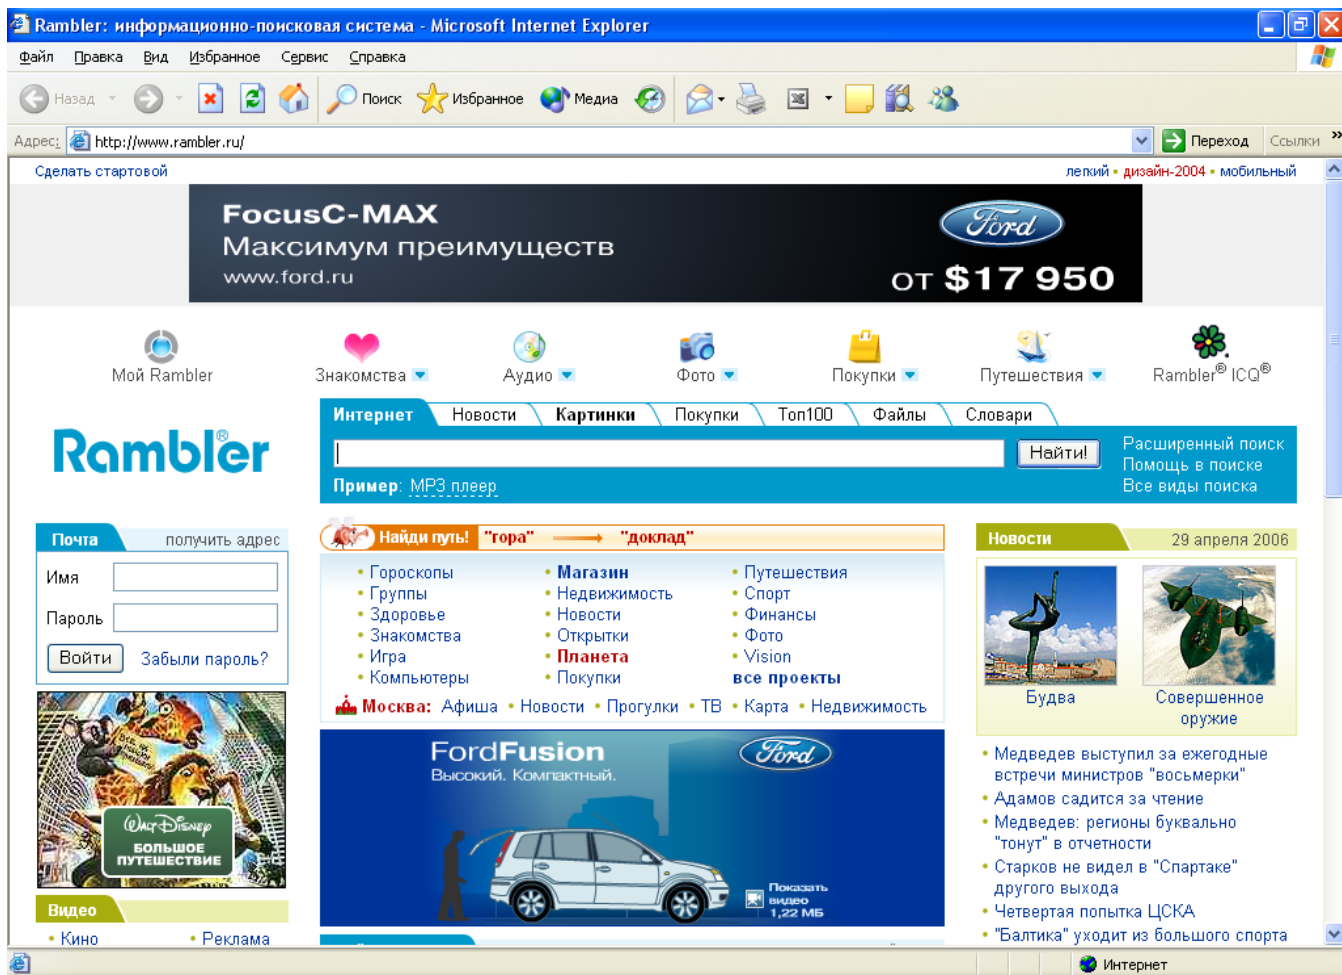 Rambler: информационно-поисковая система - Microsoft Internet Explorer
Файл Правка Вид Избранное Сервис Справка
Назад Поиск Избранное Медиа
Адрес: http://www.rambler.ru/ Переход Ссылки »
Сделать стартовой легкий • дизайн-2004 • мобильный
FocusC-MAX
Максимум преимуществ
www.ford.ru
Ford
от $17 950
Мой Rambler Знакомства Аудио Фото Покупки Путешествия Rambler® ICQ®
Rambler®
Интернет Новости Картинки Покупки Топ100 Файлы Словари
Найти!
Расширенный поиск
Помощь в поиске
Все виды поиска
Пример: MP3 плеер
Почта получить адрес
Имя
Пароль
Войти Забыли пароль?
WALT DISNEY
БОЛЬШОЕ
ПУТЕШЕСТВИЕ
Видео
• Кино • Реклама
Найди путь! "гора" "доклад"
• Гороскопы • Магазин • Путешествия
• Группы • Недвижимость • Спорт
• Здоровье • Новости • Финансы
• Знакомства • Открытки • Фото
• Игра • Планета • Vision
• Компьютеры • Покупки все проекты
Москва: Афиша • Новости • Прогулки • ТВ • Карта • Недвижимость
FordFusion
Высокий. Компактный.
Ford
Показать
видео
1,22 МБ
Новости 29 апреля 2006
Будва Совершенное
оружие
• Медведев выступил за ежегодные
встречи министров "восьмерки"
• Адамов садится за чтение
• Медведев: регионы буквально
"тонут" в отчетности
• Старков не видел в "Спартаке"
другого выхода
• Четвертая попытка ЦСКА
• "Балтика" уходит из большого спорта
Интернет